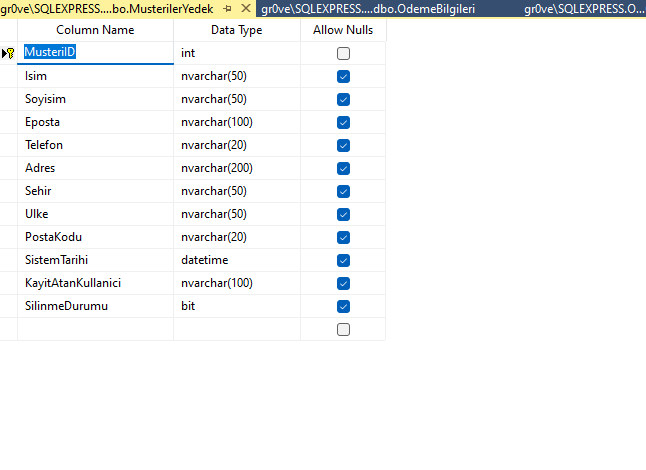 gr0ve\SQLEXPRESS....bo.MusterilerYedek gr0ve\SQLEXPRESS....dbo.OdemeBilgileri gr0ve\SQLEXPRESS.O...
Column Name Data Type Allow Nulls
MusteriID int
Isim nvarchar(50)
Soyisim nvarchar(50)
Eposta nvarchar(100)
Telefon nvarchar(20)
Adres nvarchar(200)
Sehir nvarchar(50)
Ulke nvarchar(50)
PostaKodu nvarchar(20)
SistemTarihi datetime
KayitAtanKullanici nvarchar(100)
SilinmeDurumu bit